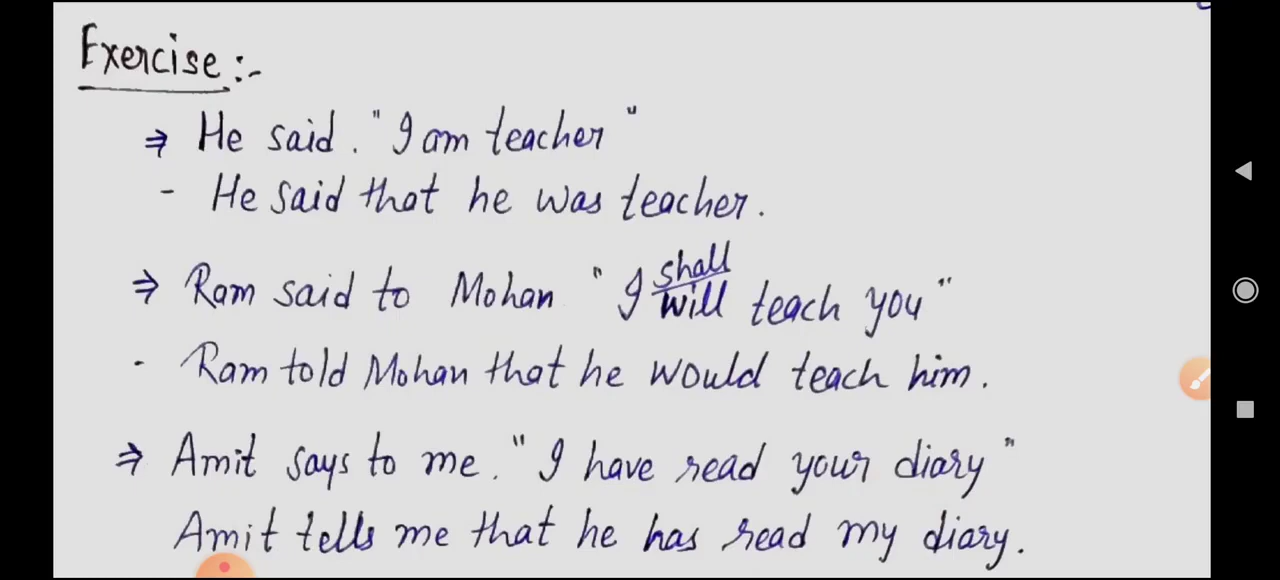 Exercise :-
⇒ He said. "I am teacher"
- He said that he was teacher.
⇒ Ram said to Mohan "I shall/will teach you"
- Ram told Mohan that he would teach him.
⇒ Amit says to me. "I have read your diary"
Amit tells me that he has read my diary.